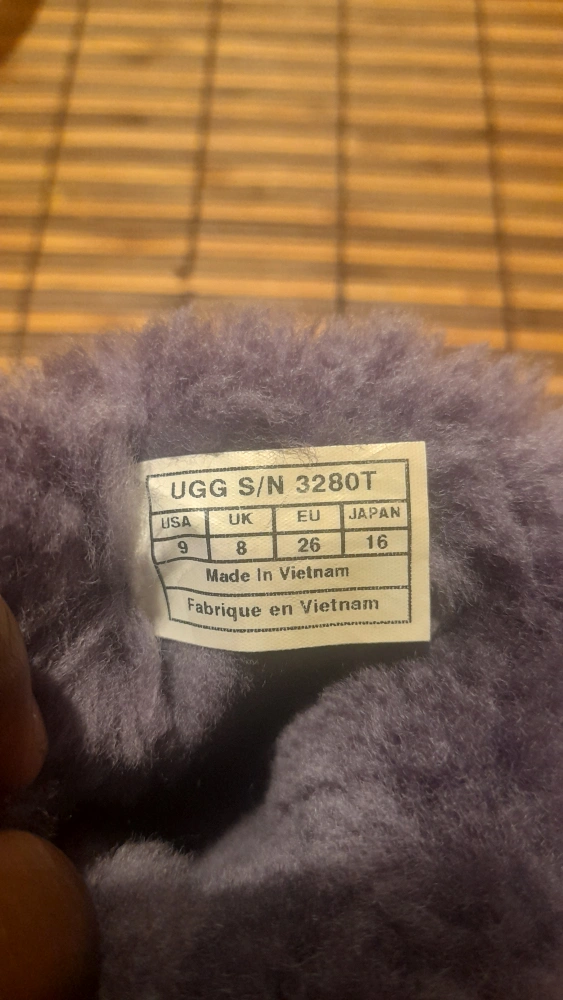 UGG S/N 3280T
USA UK EU JAPAN
9 8 26 16
Made In Vietnam
Fabrique en Vietnam